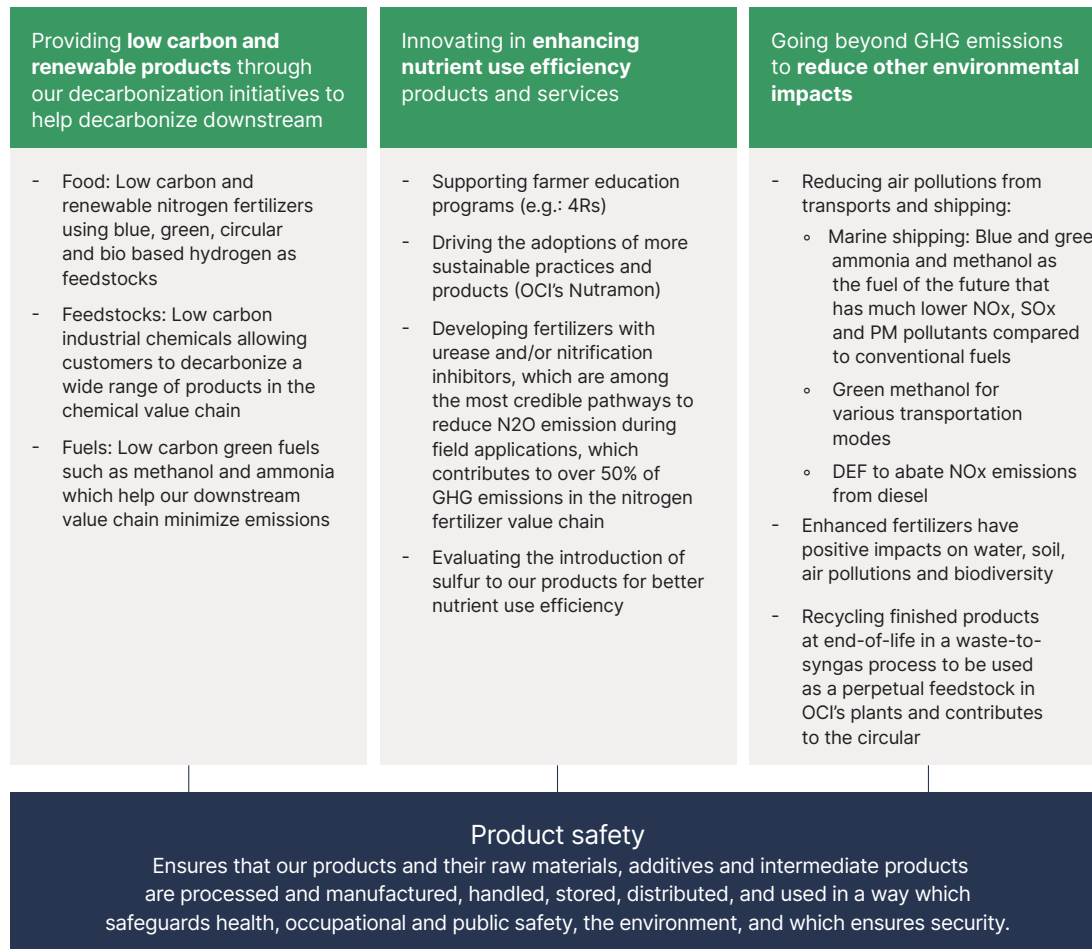 Providing low carbon and
renewable products through
our decarbonization initiatives to
help decarbonize downstream
- Food: Low carbon and
renewable nitrogen fertilizers
using blue, green, circular
and bio based hydrogen as
feedstocks
- Feedstocks: Low carbon
industrial chemicals allowing
customers to decarbonize a
wide range of products in the
chemical value chain
- Fuels: Low carbon green fuels
such as methanol and ammonia
which help our downstream
value chain minimize emissions
Innovating in enhancing
nutrient use efficiency
products and services
- Supporting farmer education
programs (e.g.: 4Rs)
- Driving the adoptions of more
sustainable practices and
products (OCI's Nutramon)
- Developing fertilizers with
urease and/or nitrification
inhibitors, which are among
the most credible pathways to
reduce N2O emission during
field applications, which
contributes to over 50% of
GHG emissions in the nitrogen
fertilizer value chain
- Evaluating the introduction of
sulfur to our products for better
nutrient use efficiency
Going beyond GHG emissions
to reduce other environmental
impacts
- Reducing air pollutions from
transports and shipping:
∘ Marine shipping: Blue and gree
ammonia and methanol as
the fuel of the future that
has much lower NOx, SOx
and PM pollutants compared
to conventional fuels
∘ Green methanol for
various transportation
modes
∘ DEF to abate NOx emissions
from diesel
- Enhanced fertilizers have
positive impacts on water, soil,
air pollutions and biodiversity
- Recycling finished products
at end-of-life in a waste-to-
syngas process to be used
as a perpetual feedstock in
OCI's plants and contributes
to the circular
Product safety
Ensures that our products and their raw materials, additives and intermediate products
are processed and manufactured, handled, stored, distributed, and used in a way which
safeguards health, occupational and public safety, the environment, and which ensures security.